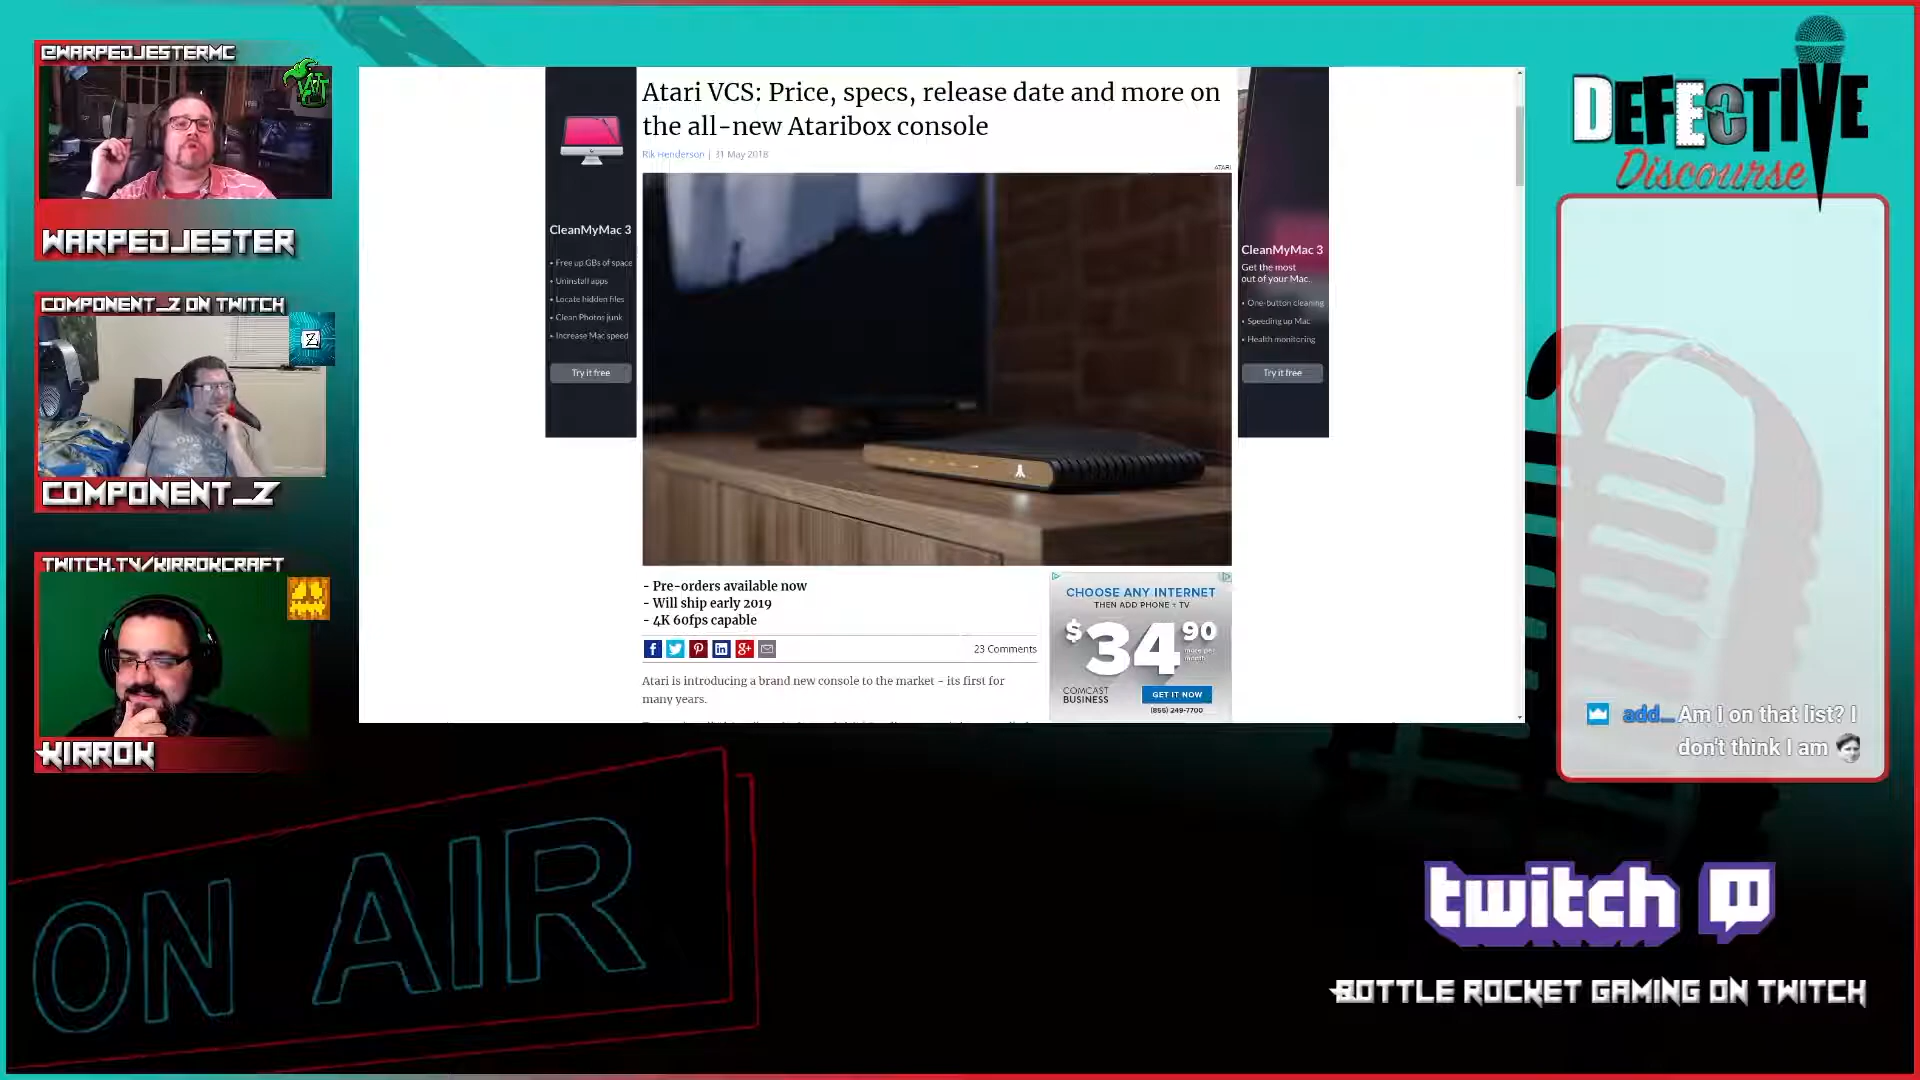 @WARPEDJESTERMC
WARPEDJESTER
COMPONENT_Z ON TWITCH
Z
COMPONENT_Z
TWITCH.TV/KIRROKCRAFT
KIRROK
Atari VCS: Price, specs, release date and more on
the all-new Ataribox console
Rik Henderson | 31 May 2018
ATARI
CleanMyMac 3
• Free up GBs of space
• Uninstall apps
• Locate hidden files
• Clean Photos junk
• Increase Mac speed
Try it free
CleanMyMac 3
Get the most
out of your Mac.
• One-button cleaning
• Speeding up Mac
• Health monitoring
Try it free
- Pre-orders available now
- Will ship early 2019
- 4K 60fps capable
23 Comments
Atari is introducing a brand new console to the market - its first for
many years.
CHOOSE ANY INTERNET
THEN ADD PHONE + TV
$34.90
more per
month
COMCAST
BUSINESS
GET IT NOW
(855) 249-7700
DEFECTIVE
Discourse
add... Am I on that list? I
don't think I am
ON AIR
twitch
BOTTLE ROCKET GAMING ON TWITCH